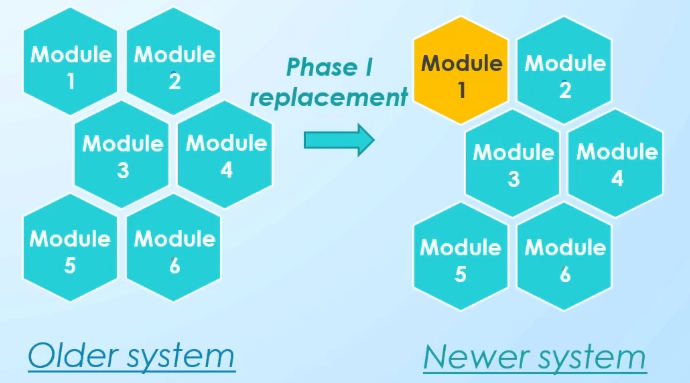 Module
1
Module
2
Module
3
Module
4
Module
5
Module
6
Older system
Phase I
replacement
Module
1
Module
2
Module
3
Module
4
Module
5
Module
6
Newer system